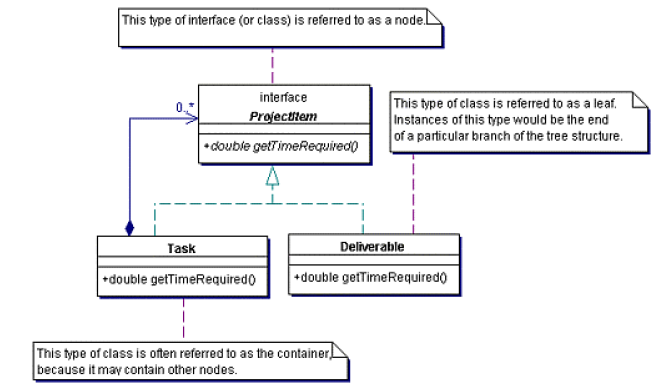 This type of interface (or class) is referred to as a node.
interface
ProjectItem
+double getTimeRequired()
0..*
This type of class is referred to as a leaf.
Instances of this type would be the end
of a particular branch of the tree structure.
Task
+double getTimeRequired()
Deliverable
+double getTimeRequired()
This type of class is often referred to as the container,
because it may contain other nodes.